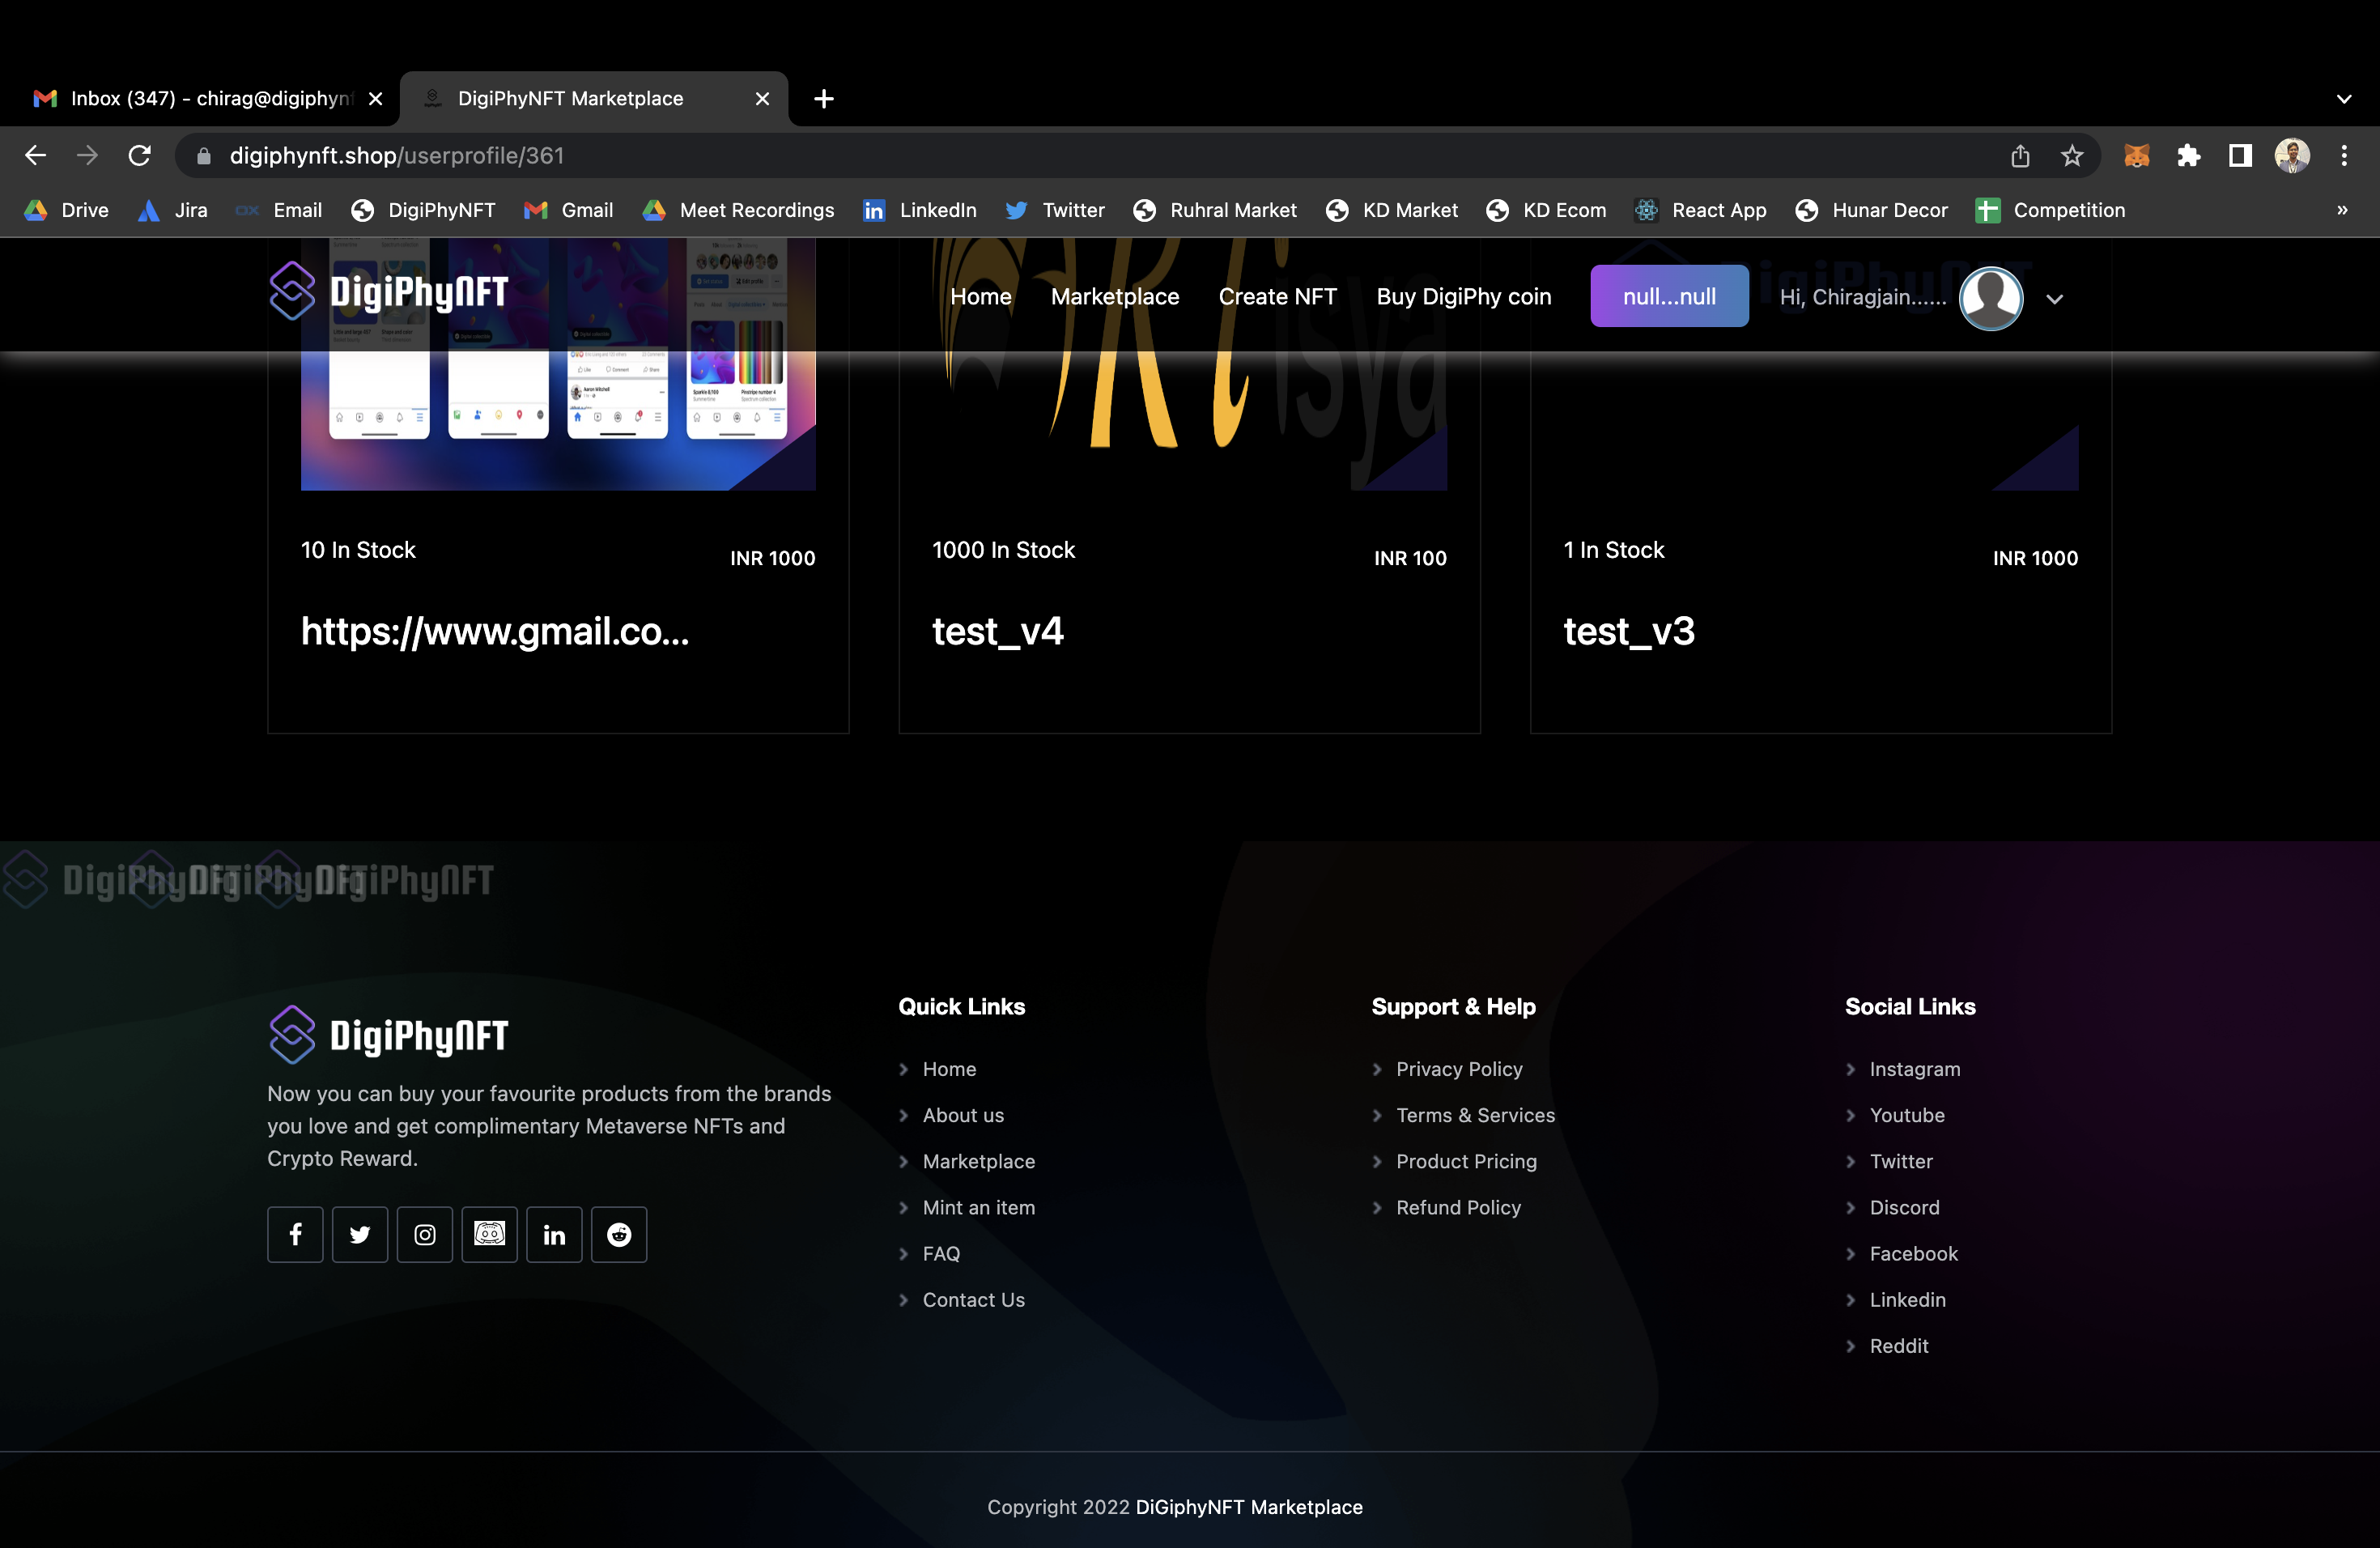 Inbox (347) - chirag@digiphynf
DigiPhyNFT Marketplace
digiphynft.shop/userprofile/361
Drive Jira Email DigiPhyNFT Gmail Meet Recordings LinkedIn Twitter Ruhral Market KD Market KD Ecom React App Hunar Decor Competition »
DigiPhyNFT
Home Marketplace Create NFT Buy DigiPhy coin null...null Hi, Chiragjain......
ARTisya
10 In Stock INR 1000
https://www.gmail.co...
1000 In Stock INR 100
test_v4
1 In Stock INR 1000
test_v3
DigiPhyNFT
DigiPhyNFT
Now you can buy your favourite products from the brands
you love and get complimentary Metaverse NFTs and
Crypto Reward.
Quick Links
Home
About us
Marketplace
Mint an item
FAQ
Contact Us
Support & Help
Privacy Policy
Terms & Services
Product Pricing
Refund Policy
Social Links
Instagram
Youtube
Twitter
Discord
Facebook
Linkedin
Reddit
Copyright 2022 DiGiphyNFT Marketplace